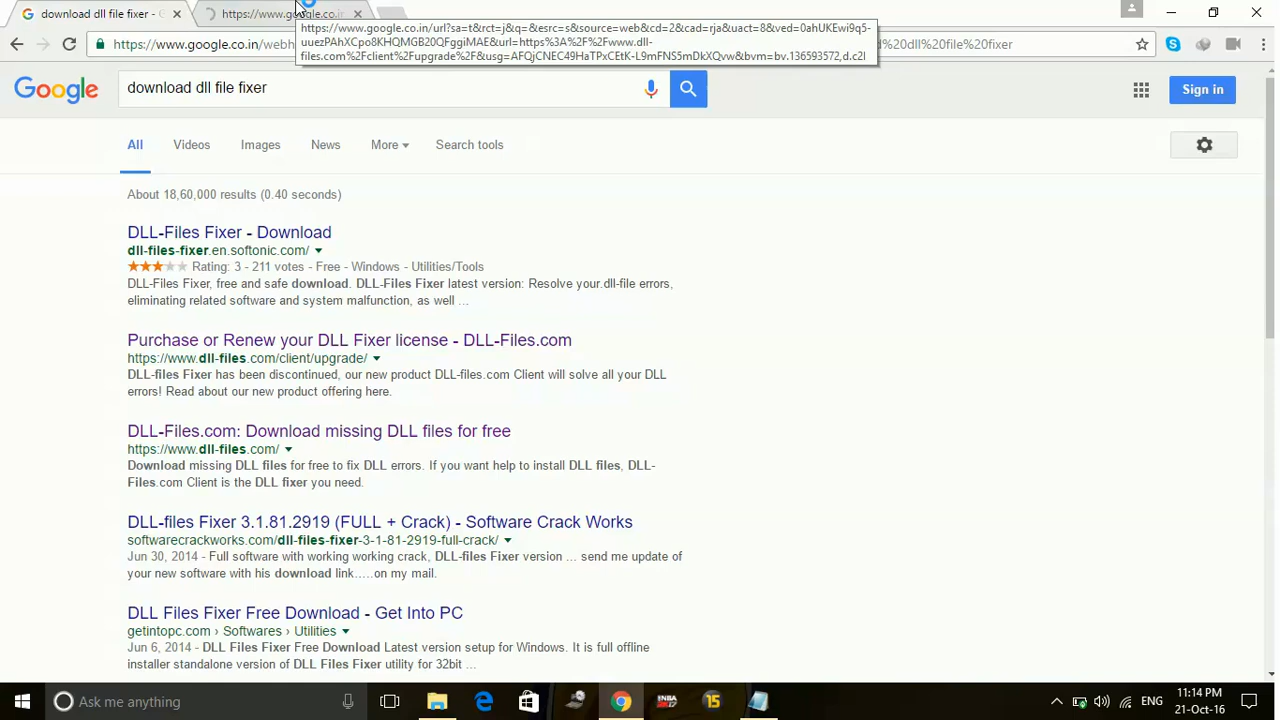 download dll file fixer - G
https://www.google.co.in
https://www.google.co.in/url?sa=t&rct=j&q=&esrc=s&source=web&cd=2&cad=rja&uact=8&ved=0ahUKEwi9q5-
uuezPAhXCpo8KHQMGB20QFggiMAE&url=https%3A%2F%2Fwww.dll-
files.com%2Fclient%2Fupgrade%2F&usg=AFQjCNEC49HaTPxCEtK-L9mFNS5mDkXQvw&bvm=bv.136593572,d.c2I
https://www.google.co.in/webh
d%20dll%20file%20fixer
Google
download dll file fixer
Sign in
All
Videos
Images
News
More
Search tools
About 18,60,000 results (0.40 seconds)
DLL-Files Fixer - Download
dll-files-fixer.en.softonic.com/
Rating: 3 - 211 votes - Free - Windows - Utilities/Tools
DLL-Files Fixer, free and safe download. DLL-Files Fixer latest version: Resolve your.dll-file errors,
eliminating related software and system malfunction, as well ...
Purchase or Renew your DLL Fixer license - DLL-Files.com
https://www.dll-files.com/client/upgrade/
DLL-files Fixer has been discontinued, our new product DLL-files.com Client will solve all your DLL
errors! Read about our new product offering here.
DLL-Files.com: Download missing DLL files for free
https://www.dll-files.com/
Download missing DLL files for free to fix DLL errors. If you want help to install DLL files, DLL-
Files.com Client is the DLL fixer you need.
DLL-files Fixer 3.1.81.2919 (FULL + Crack) - Software Crack Works
softwarecrackworks.com/dll-files-fixer-3-1-81-2919-full-crack/
Jun 30, 2014 - Full software with working working crack, DLL-files Fixer version ... send me update of
your new software with his download link.....on my mail.
DLL Files Fixer Free Download - Get Into PC
getintopc.com › Softwares › Utilities
Jun 6, 2014 - DLL Files Fixer Free Download Latest version setup for Windows. It is full offline
installer standalone version of DLL Files Fixer utility for 32bit ...
Ask me anything
NBA
2K17
15
ENG
11:14 PM
21-Oct-16